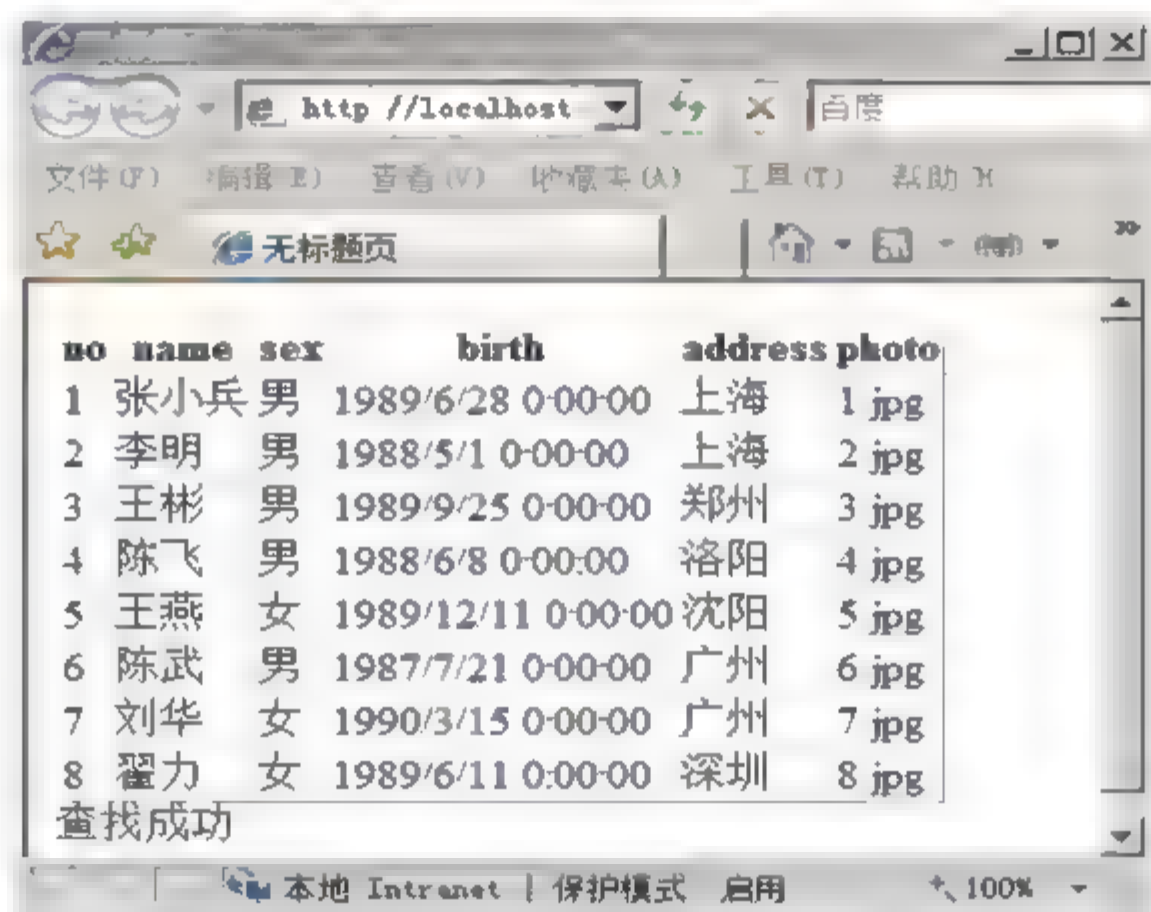 http //localhost 百度
文件(F) 编辑 E) 查看(V) 收藏夹(A) 工具(T) 帮助 H
无标题页
no name sex birth address photo
1 张小兵 男 1989/6/28 0:00:00 上海 1 jpg
2 李明 男 1988/5/1 0:00:00 上海 2 jpg
3 王彬 男 1989/9/25 0:00:00 郑州 3 jpg
4 陈飞 男 1988/6/8 0:00:00 洛阳 4 jpg
5 王燕 女 1989/12/11 0:00:00 沈阳 5 jpg
6 陈武 男 1987/7/21 0:00:00 广州 6 jpg
7 刘华 女 1990/3/15 0:00:00 广州 7 jpg
8 翟力 女 1989/6/11 0:00:00 深圳 8 jpg
查找成功
本地 Intranet | 保护模式 启用 100%